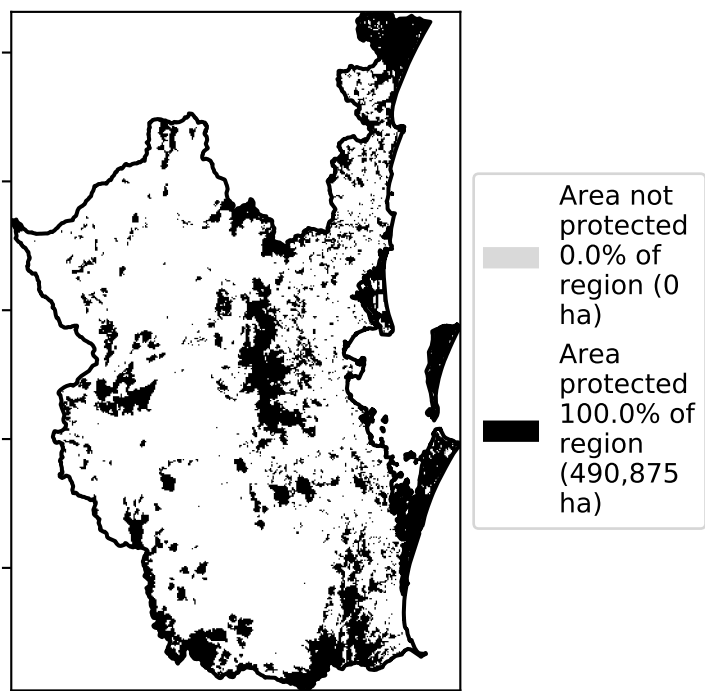 Area not
protected
0.0% of
region (0
ha)
Area
protected
100.0% of
region
(490,875
ha)